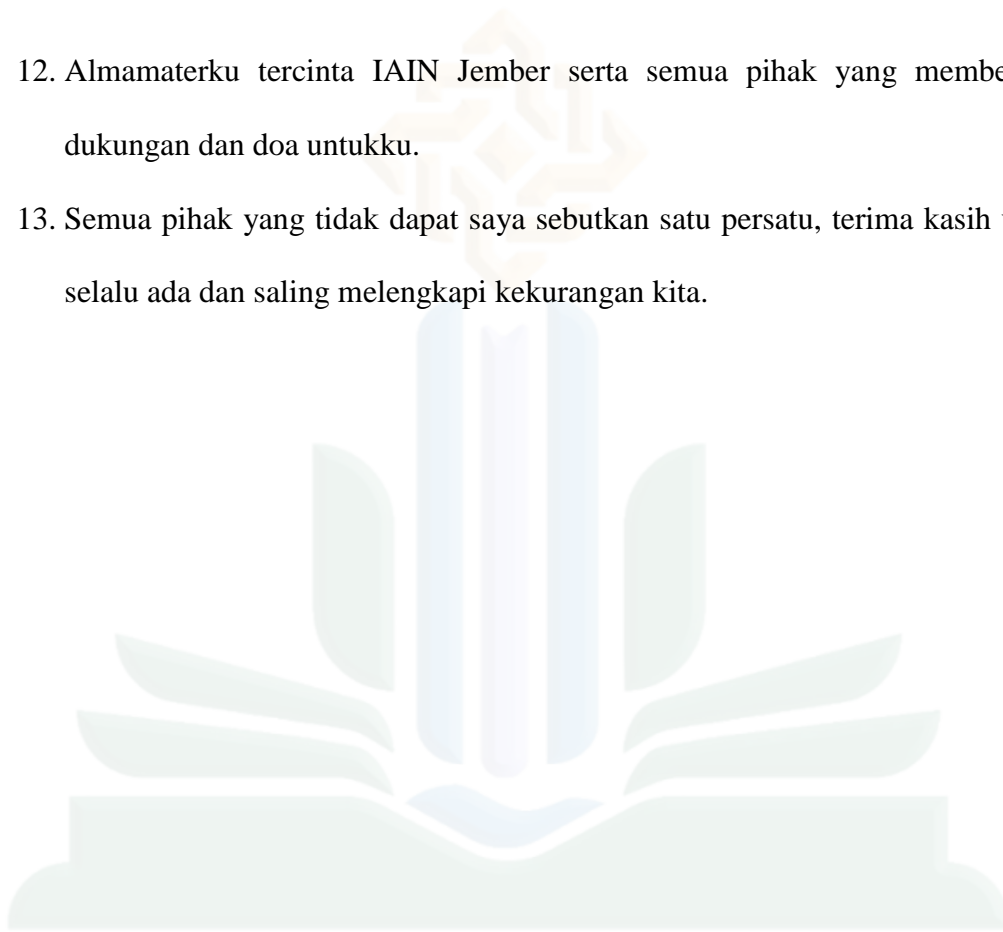 12. Almamaterku tercinta IAIN Jember serta semua pihak yang membe
dukungan dan doa untukku.
13. Semua pihak yang tidak dapat saya sebutkan satu persatu, terima kasih
selalu ada dan saling melengkapi kekurangan kita.